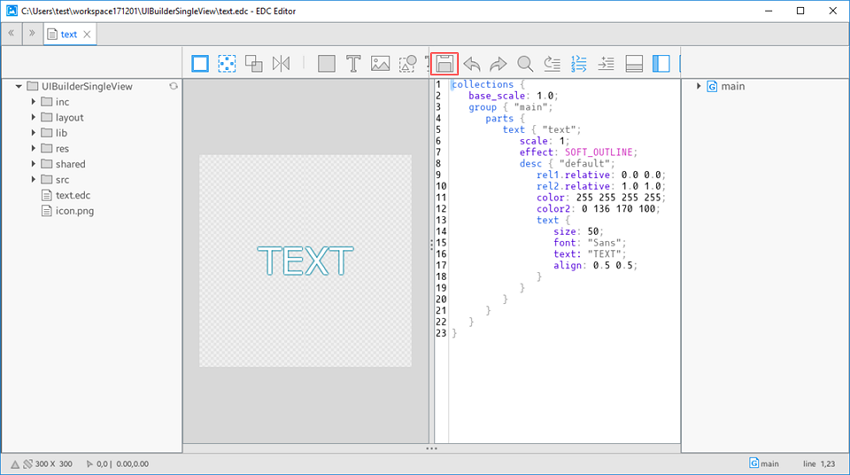 C:\Users\test\workspace171201\UIBuilderSingleView\text.edc - EDC Editor
text
UIBuilderSingleView
inc
layout
lib
res
shared
src
text.edc
icon.png
TEXT
1 collections {
2 base_scale: 1.0;
3 group { "main";
4 parts {
5 text { "text";
6 scale: 1;
7 effect: SOFT_OUTLINE;
8 desc { "default";
9 rel1.relative: 0.0 0.0;
10 rel2.relative: 1.0 1.0;
11 color: 255 255 255 255;
12 color2: 0 136 170 100;
13 text {
14 size: 50;
15 font: "Sans";
16 text: "TEXT";
17 align: 0.5 0.5;
18 }
19 }
20 }
21 }
22 }
23 }
main
300 X 300
0,0 | 0.00,0.00
main
line 1,23